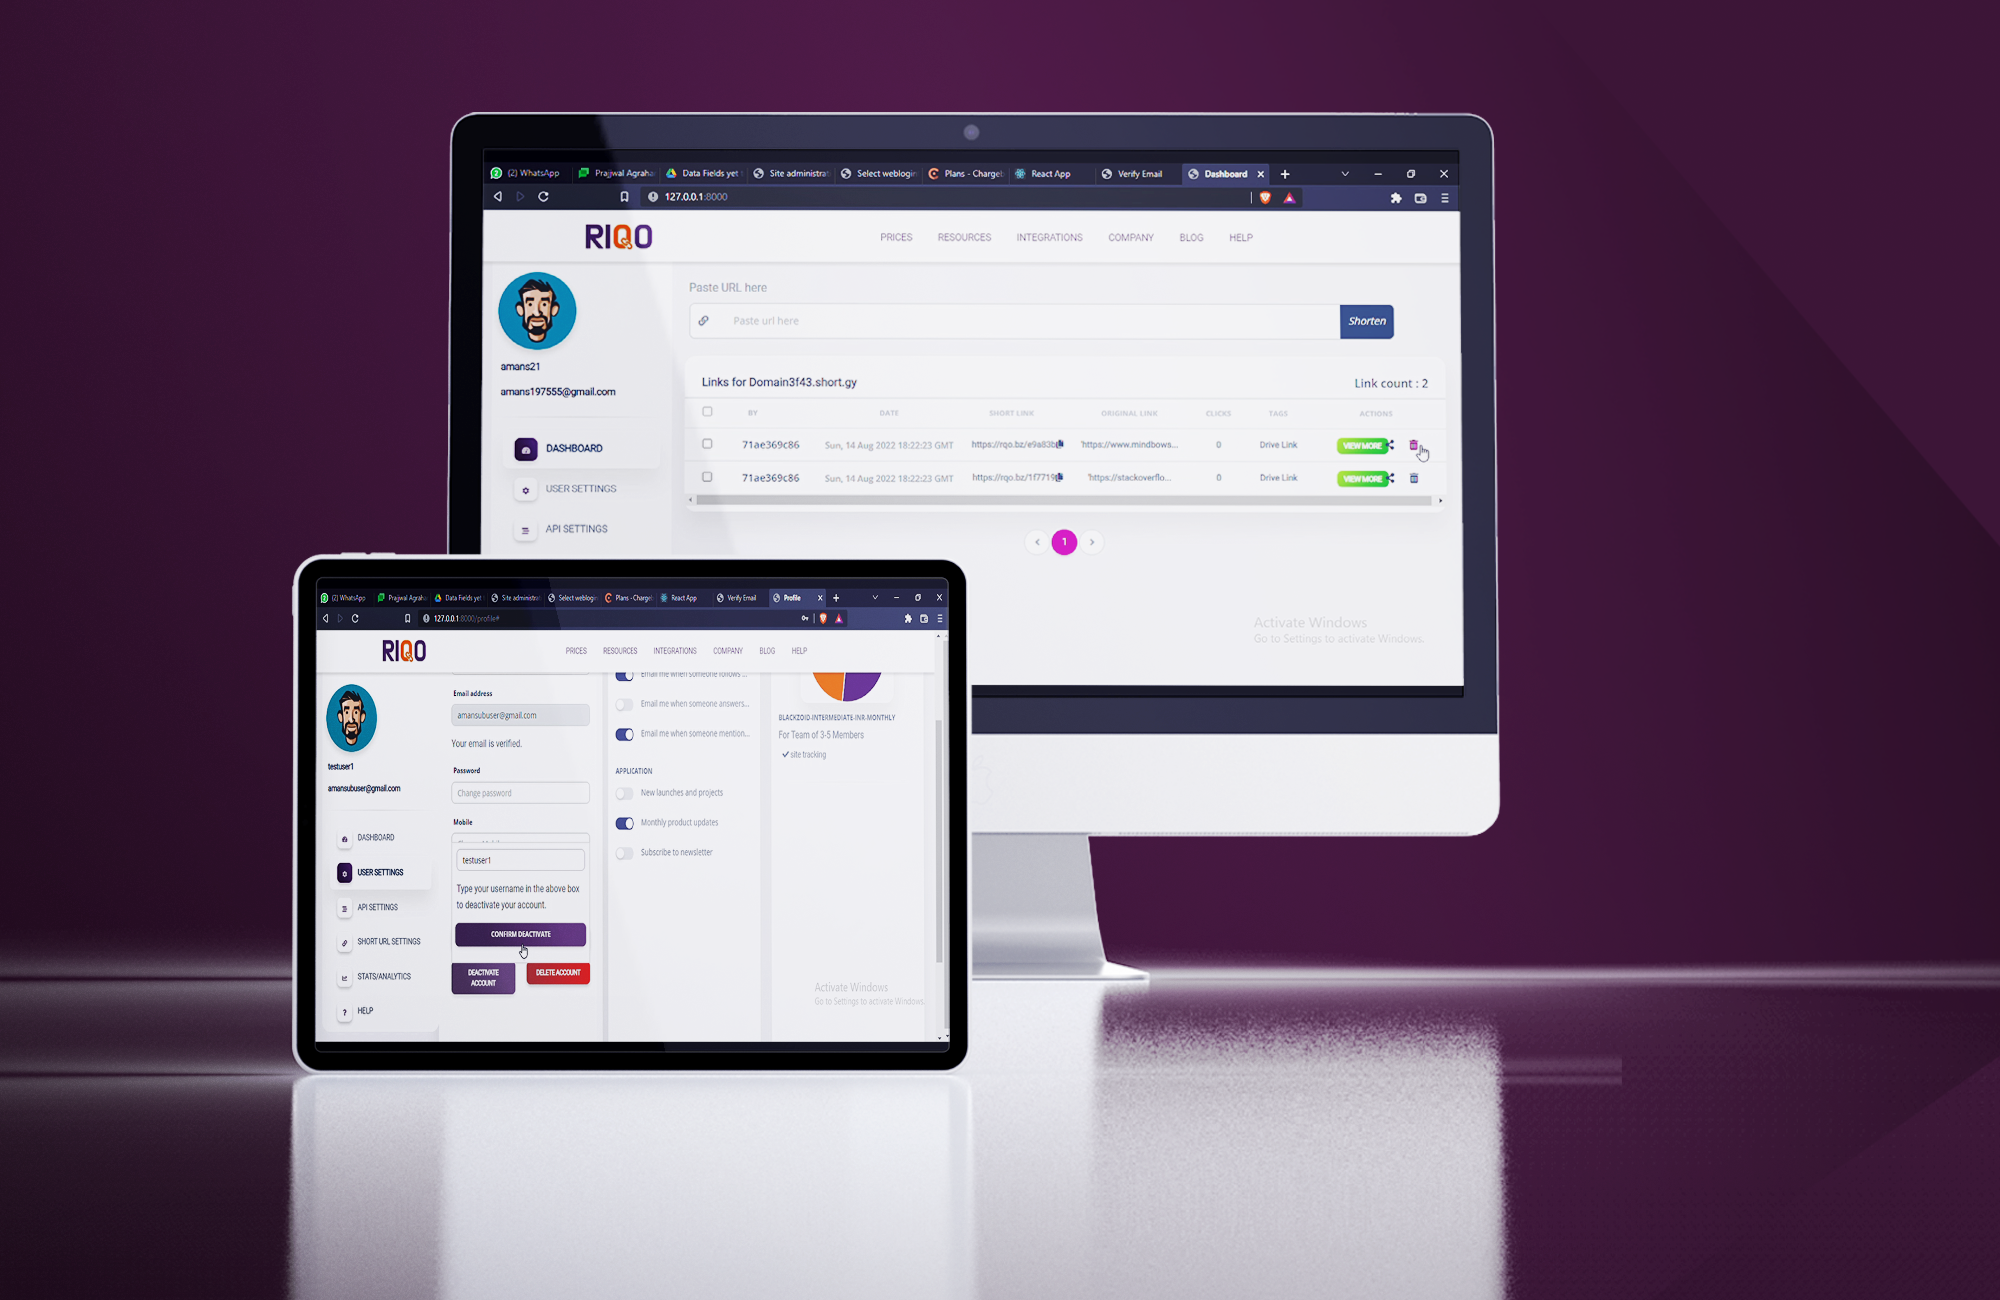 (2) WhatsApp
Prajjwal Agraha
Data Fields yet
Site administrat
Select weblogin
Plans - Chargeb
React App
Verify Email
Dashboard
127.0.0.1:8000
RIQO
PRICES
RESOURCES
INTEGRATIONS
COMPANY
BLOG
HELP
amans21
amans197555@gmail.com
DASHBOARD
USER SETTINGS
API SETTINGS
Paste URL here
Paste url here
Shorten
Links for Domain3f43.short.gy
Link count : 2
BY DATE SHORT LINK ORIGINAL LINK CLICKS TAGS ACTIONS
71ae369c86 Sun, 14 Aug 2022 18:22:23 GMT https://rqo.bz/e9a83b 'https://www.mindbows... 0 Drive Link VIEW MORE
71ae369c86 Sun, 14 Aug 2022 18:22:23 GMT https://rqo.bz/1f7719 'https://stackoverflo... 0 Drive Link VIEW MORE
1
Activate Windows
Go to Settings to activate Windows.
(2) WhatsApp
Prajjwal Agraha
Data Fields yet
Site administrat
Select weblogin
Plans - Chargeb
React App
Verify Email
Profile
127.0.0.1:8000/profile#
RIQO
PRICES
RESOURCES
INTEGRATIONS
COMPANY
BLOG
HELP
testuser1
amansubuser@gmail.com
DASHBOARD
USER SETTINGS
API SETTINGS
SHORT URL SETTINGS
STATS/ANALYTICS
HELP
Email address
amansubuser@gmail.com
Your email is verified.
Password
Change password
Mobile
testuser1
Type your username in the above box
to deactivate your account.
CONFIRM DEACTIVATE
DEACTIVATE
ACCOUNT
DELETE ACCOUNT
Email me when someone follows ...
Email me when someone answers...
Email me when someone mention...
APPLICATION
New launches and projects
Monthly product updates
Subscribe to newsletter
BLACKZOID-INTERMEDIATE-INR-MONTHLY
For Team of 3-5 Members
site tracking
Activate Windows
Go to Settings to activate Windows.